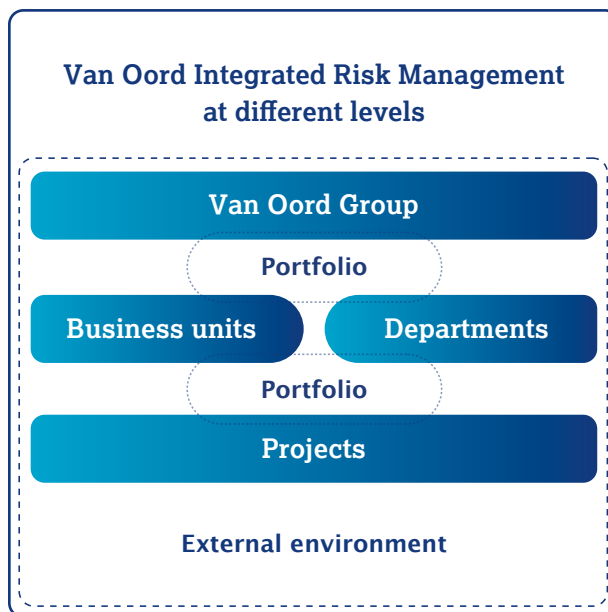 Van Oord Integrated Risk Management
at different levels
Van Oord Group
Portfolio
Business units
Departments
Portfolio
Projects
External environment